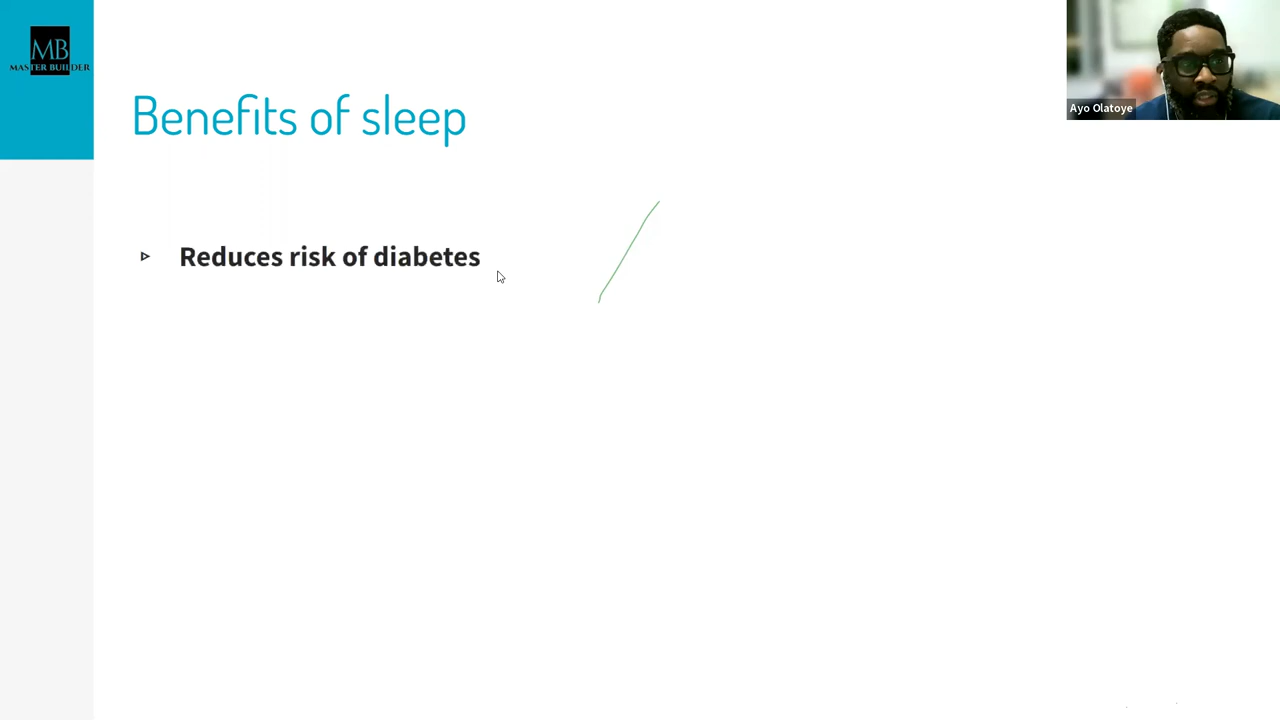 MB
MASTER BUILDER
Ayo Olatoye
Benefits of sleep
Reduces risk of diabetes